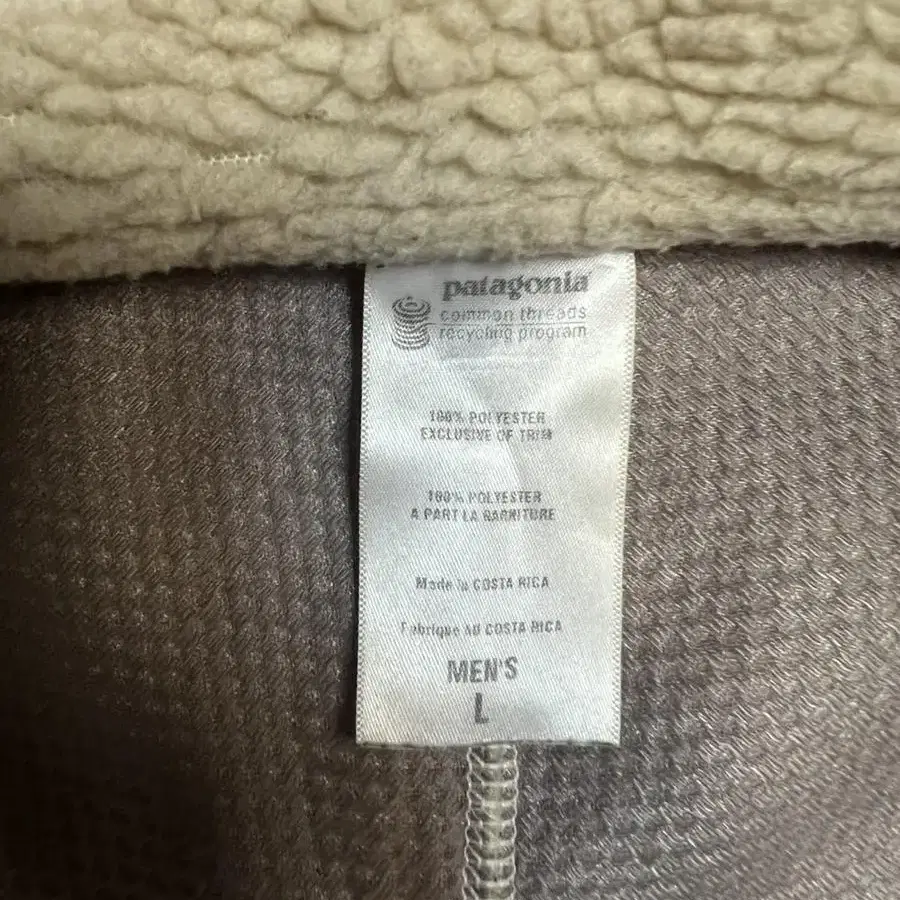 patagonia
common threads
recycling program
100% POLYESTER
EXCLUSIVE OF TRIM
100% POLYESTER
A PART LA GARNITURE
Made in COSTA RICA
Fabrique AU COSTA RICA
MEN'S
L